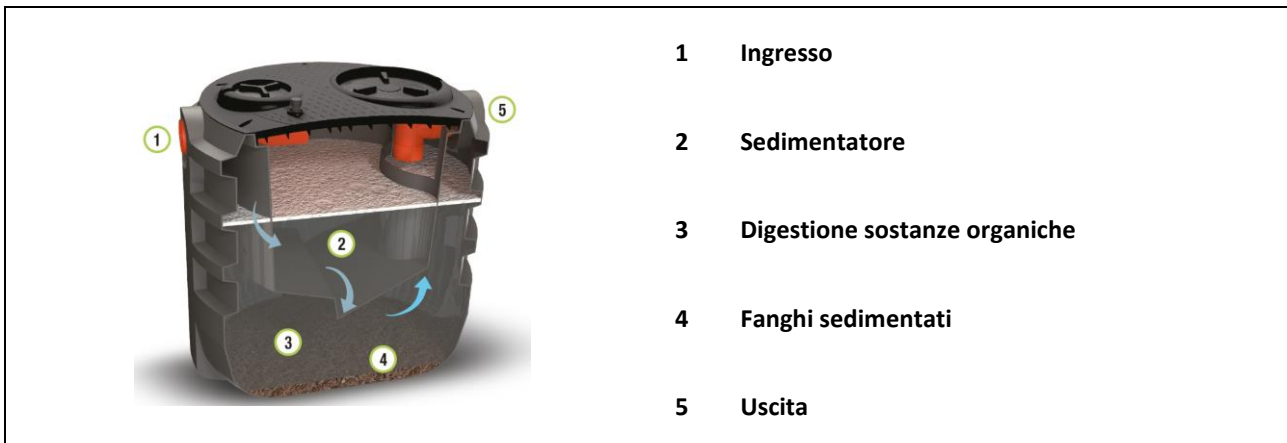 1 Ingresso
2 Sedimentatore
3 Digestione sostanze organiche
4 Fanghi sedimentati
5 Uscita
1
5
2
3
4